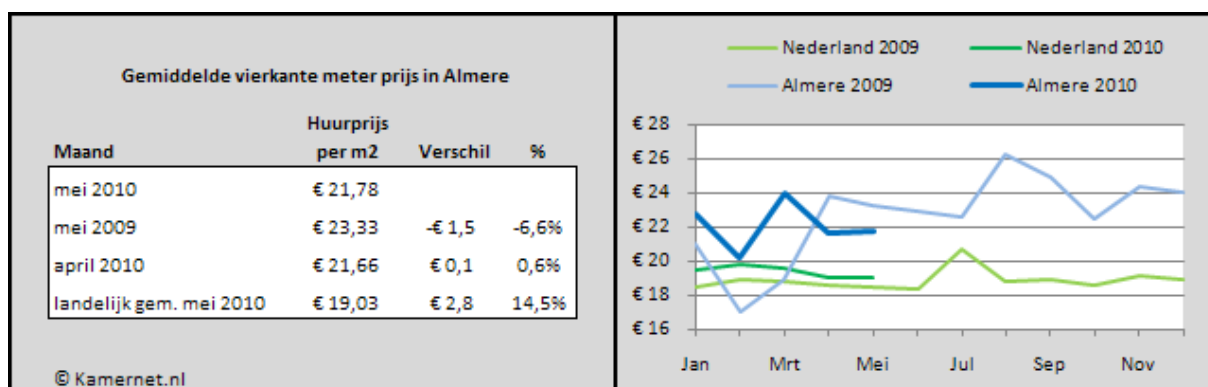 Gemiddelde vierkante meter prijs in Almere
Huurprijs
Maand per m2 Verschil %
mei 2010 € 21,78
mei 2009 € 23,33 -€ 1,5 -6,6%
april 2010 € 21,66 € 0,1 0,6%
landelijk gem. mei 2010 € 19,03 € 2,8 14,5%
© Kamernet.nl
Nederland 2009 Nederland 2010
Almere 2009 Almere 2010
€ 28
€ 26
€ 24
€ 22
€ 20
€ 18
€ 16
Jan Mrt Mei Jul Sep Nov